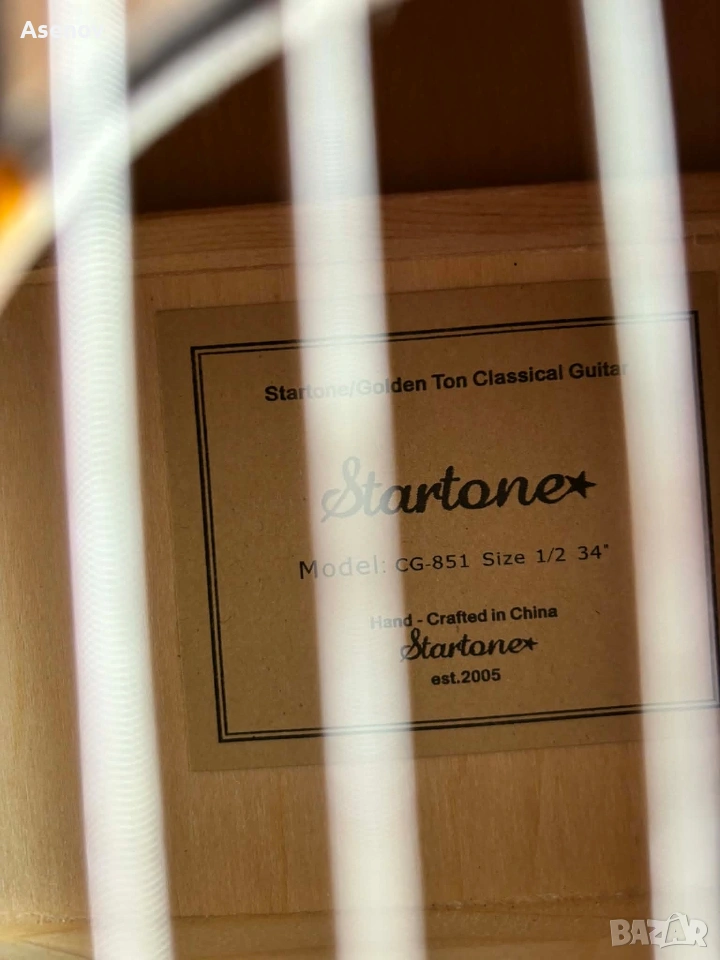 Asenov
Startone/Golden Ton Classical Guitar
Startone
Model: CG-851 Size 1/2 34"
Hand - Crafted in China
Startone
est.2005
BAZAR